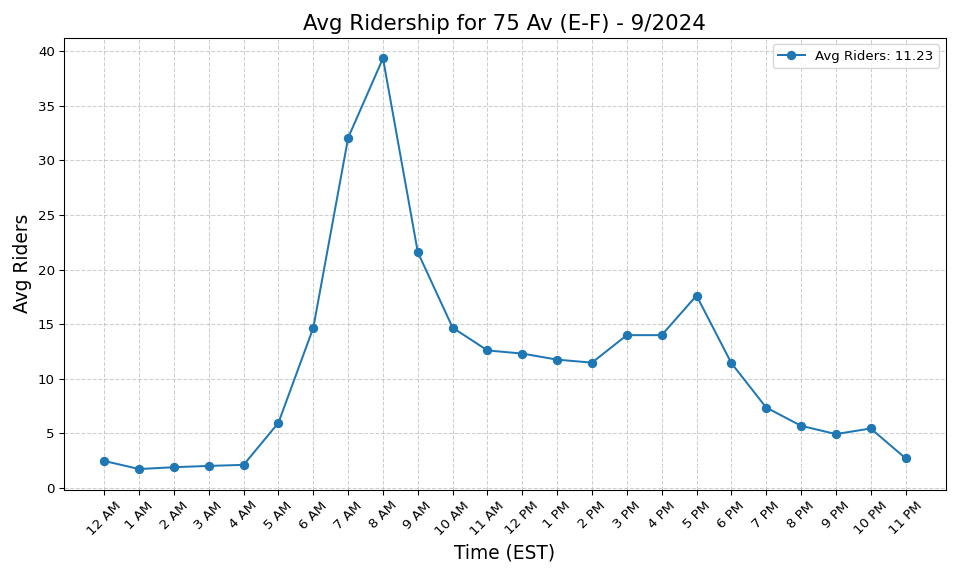 Avg Ridership for 75 Av (E-F) - 9/2024
Avg Riders: 11.23
Avg Riders
40
35
30
25
20
15
10
5
0
12 AM
1 AM
2 AM
3 AM
4 AM
5 AM
6 AM
7 AM
8 AM
9 AM
10 AM
11 AM
12 PM
1 PM
2 PM
3 PM
4 PM
5 PM
6 PM
7 PM
8 PM
9 PM
10 PM
11 PM
Time (EST)